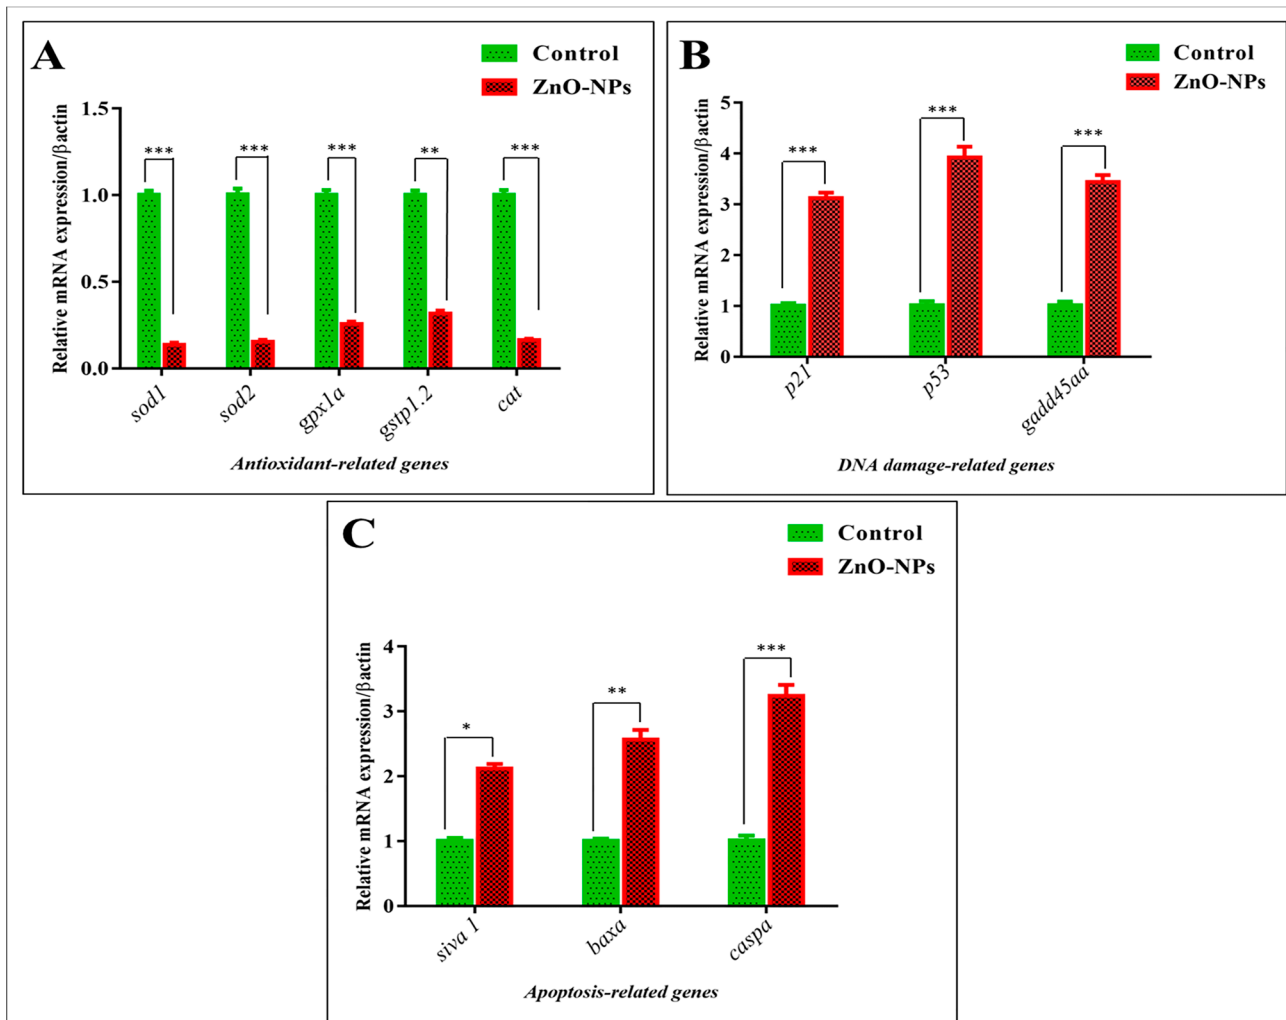 A
Control
ZnO-NPs
Relative mRNA expression/βactin
1.5
1.0
0.5
0.0
***
***
***
**
***
sod1
sod2
gpx1a
gstp1.2
cat
Antioxidant-related genes
B
Control
ZnO-NPs
Relative mRNA expression/βactin
5
4
3
2
1
0
***
***
***
p21
p53
gadd45aa
DNA damage-related genes
C
Control
ZnO-NPs
Relative mRNA expression/βactin
4
3
2
1
0
*
**
***
siva 1
baxa
caspa
Apoptosis-related genes